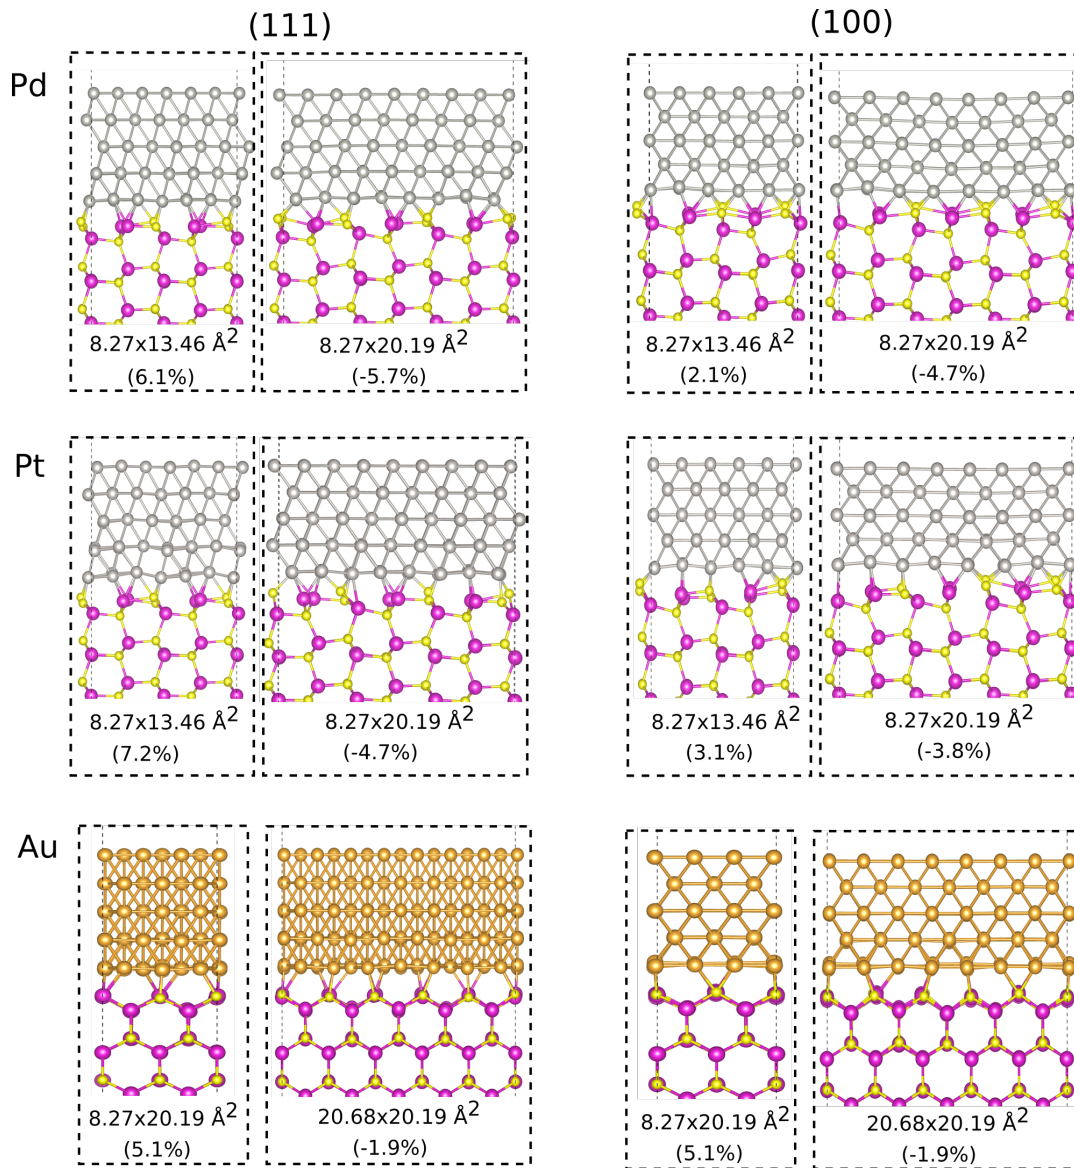 (111)
(100)
Pd
8.27x13.46 Å²
(6.1%)
8.27x20.19 Å²
(-5.7%)
8.27x13.46 Å²
(2.1%)
8.27x20.19 Å²
(-4.7%)
Pt
8.27x13.46 Å²
(7.2%)
8.27x20.19 Å²
(-4.7%)
8.27x13.46 Å²
(3.1%)
8.27x20.19 Å²
(-3.8%)
Au
8.27x20.19 Å²
(5.1%)
20.68x20.19 Å²
(-1.9%)
8.27x20.19 Å²
(5.1%)
20.68x20.19 Å²
(-1.9%)